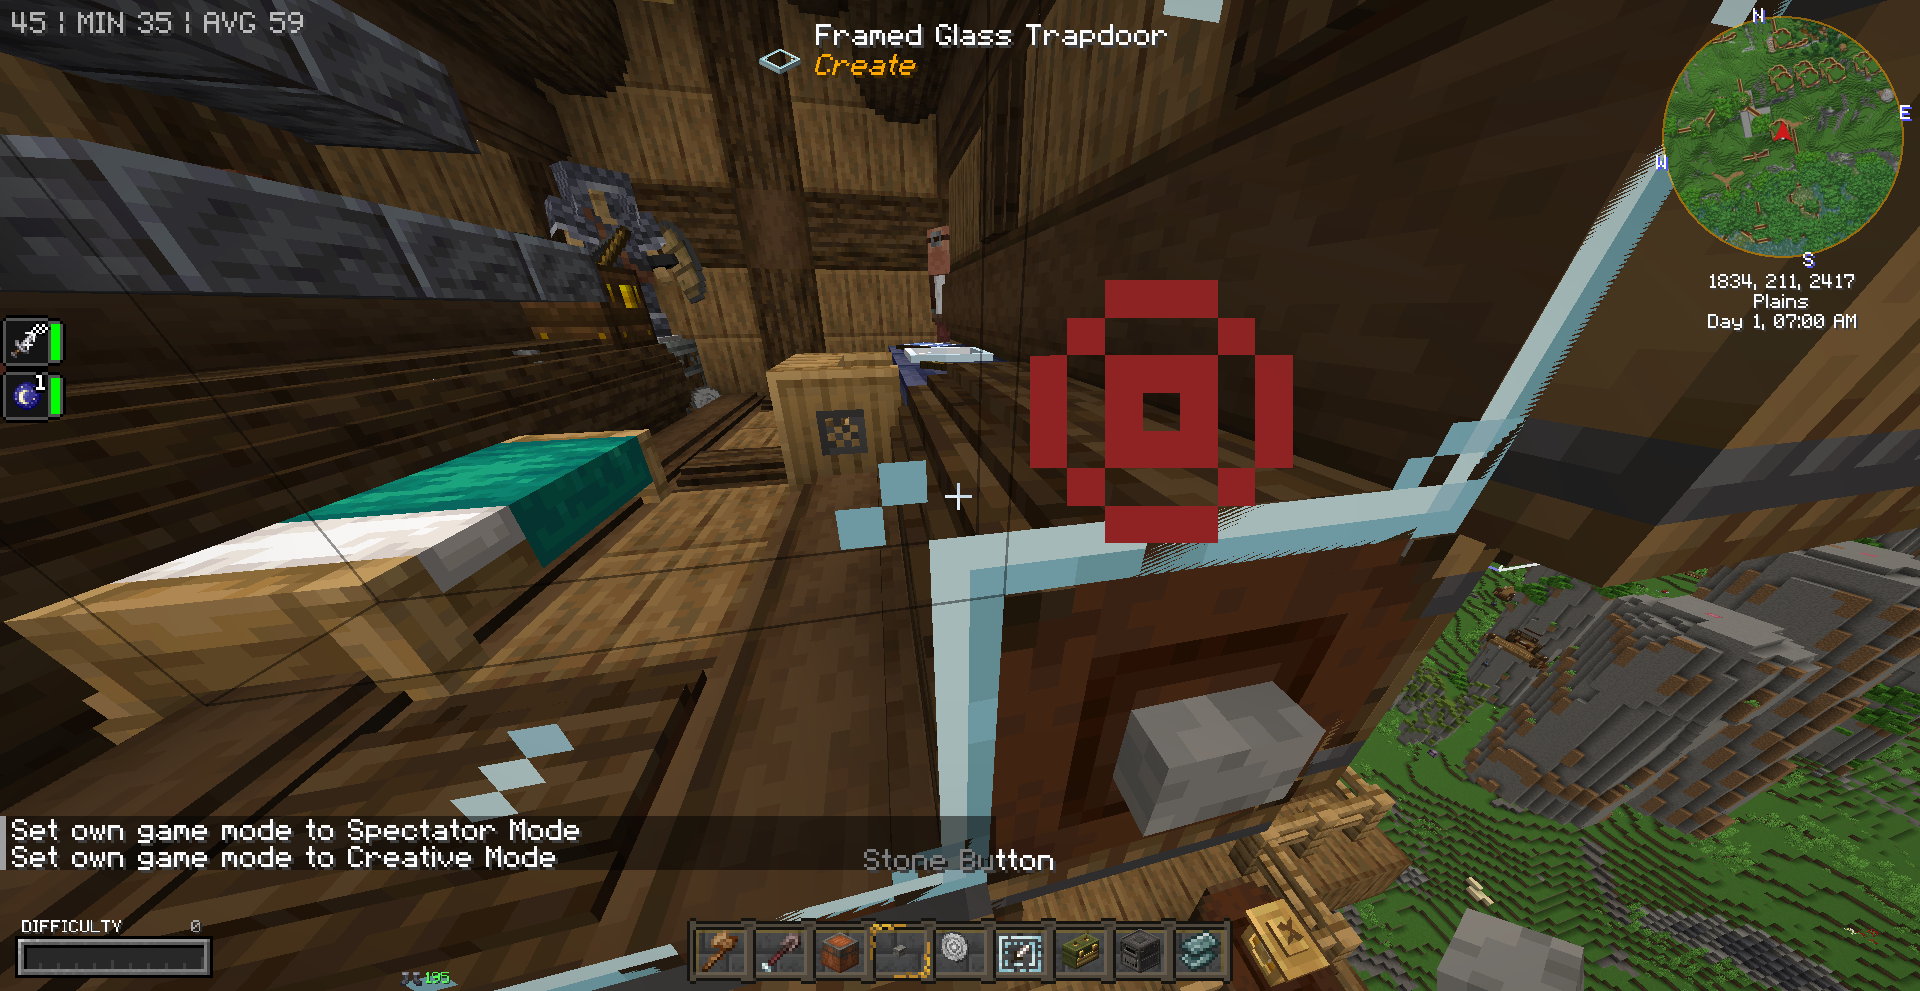 45 | MIN 35 | AVG 59
Framed Glass Trapdoor
Create
N
E
W
S
1834, 211, 2417
Plains
Day 1, 07:00 AM
1
Set own game mode to Spectator Mode
Set own game mode to Creative Mode
Stone Button
DIFFICULTY 0
195